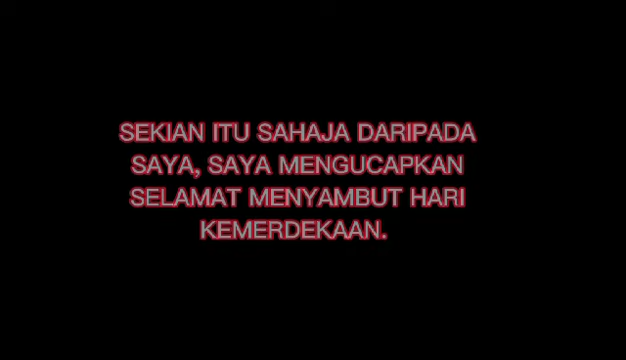 SEKIAN ITU SAHAJA DARIPADA
SAYA, SAYA MENGUCAPKAN
SELAMAT MENYAMBUT HARI
KEMERDEKAAN.